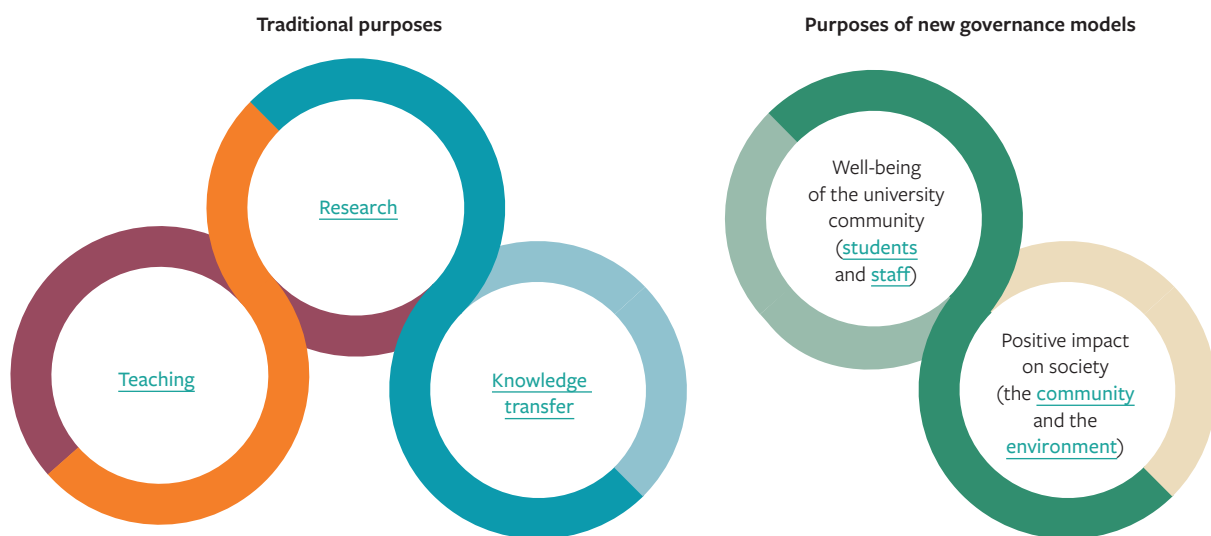 Traditional purposes
Purposes of new governance models
Research
Teaching
Knowledge
transfer
Well-being
of the university
community
(students
and staff)
Positive impact
on society
(the community
and the
environment)